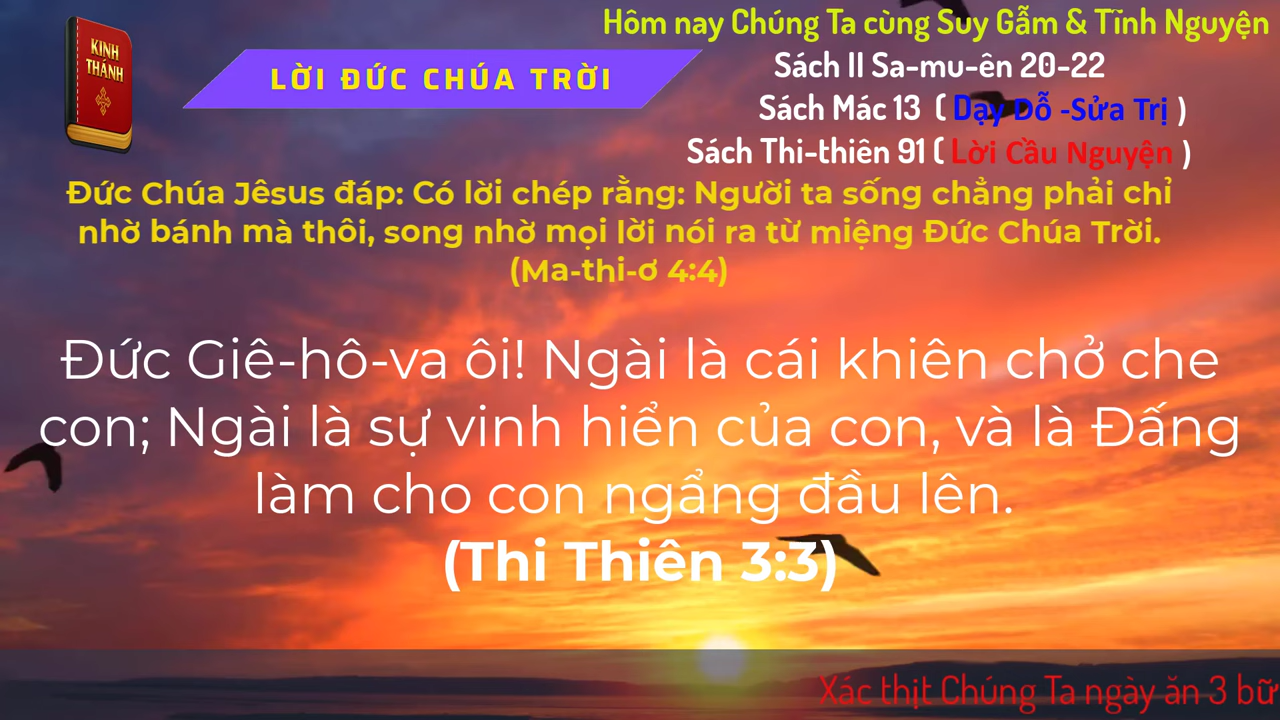 Hôm nay Chúng Ta cùng Suy Gẫm & Tĩnh Nguyện
KINH
THÁNH
LỜI ĐỨC CHÚA TRỜI
Sách II Sa-mu-ên 20-22
Sách Mác 13 ( Dạy Dỗ -Sửa Trị )
Sách Thi-thiên 91 ( Lời Cầu Nguyện )
Đức Chúa Jêsus đáp: Có lời chép rằng: Người ta sống chẳng phải chỉ
nhờ bánh mà thôi, song nhờ mọi lời nói ra từ miệng Đức Chúa Trời.
(Ma-thi-ơ 4:4)
Đức Giê-hô-va ôi! Ngài là cái khiên chở che
con; Ngài là sự vinh hiển của con, và là Đấng
làm cho con ngẩng đầu lên.
(Thi Thiên 3:3)
Xác thịt Chúng Ta ngày ăn 3 bữ